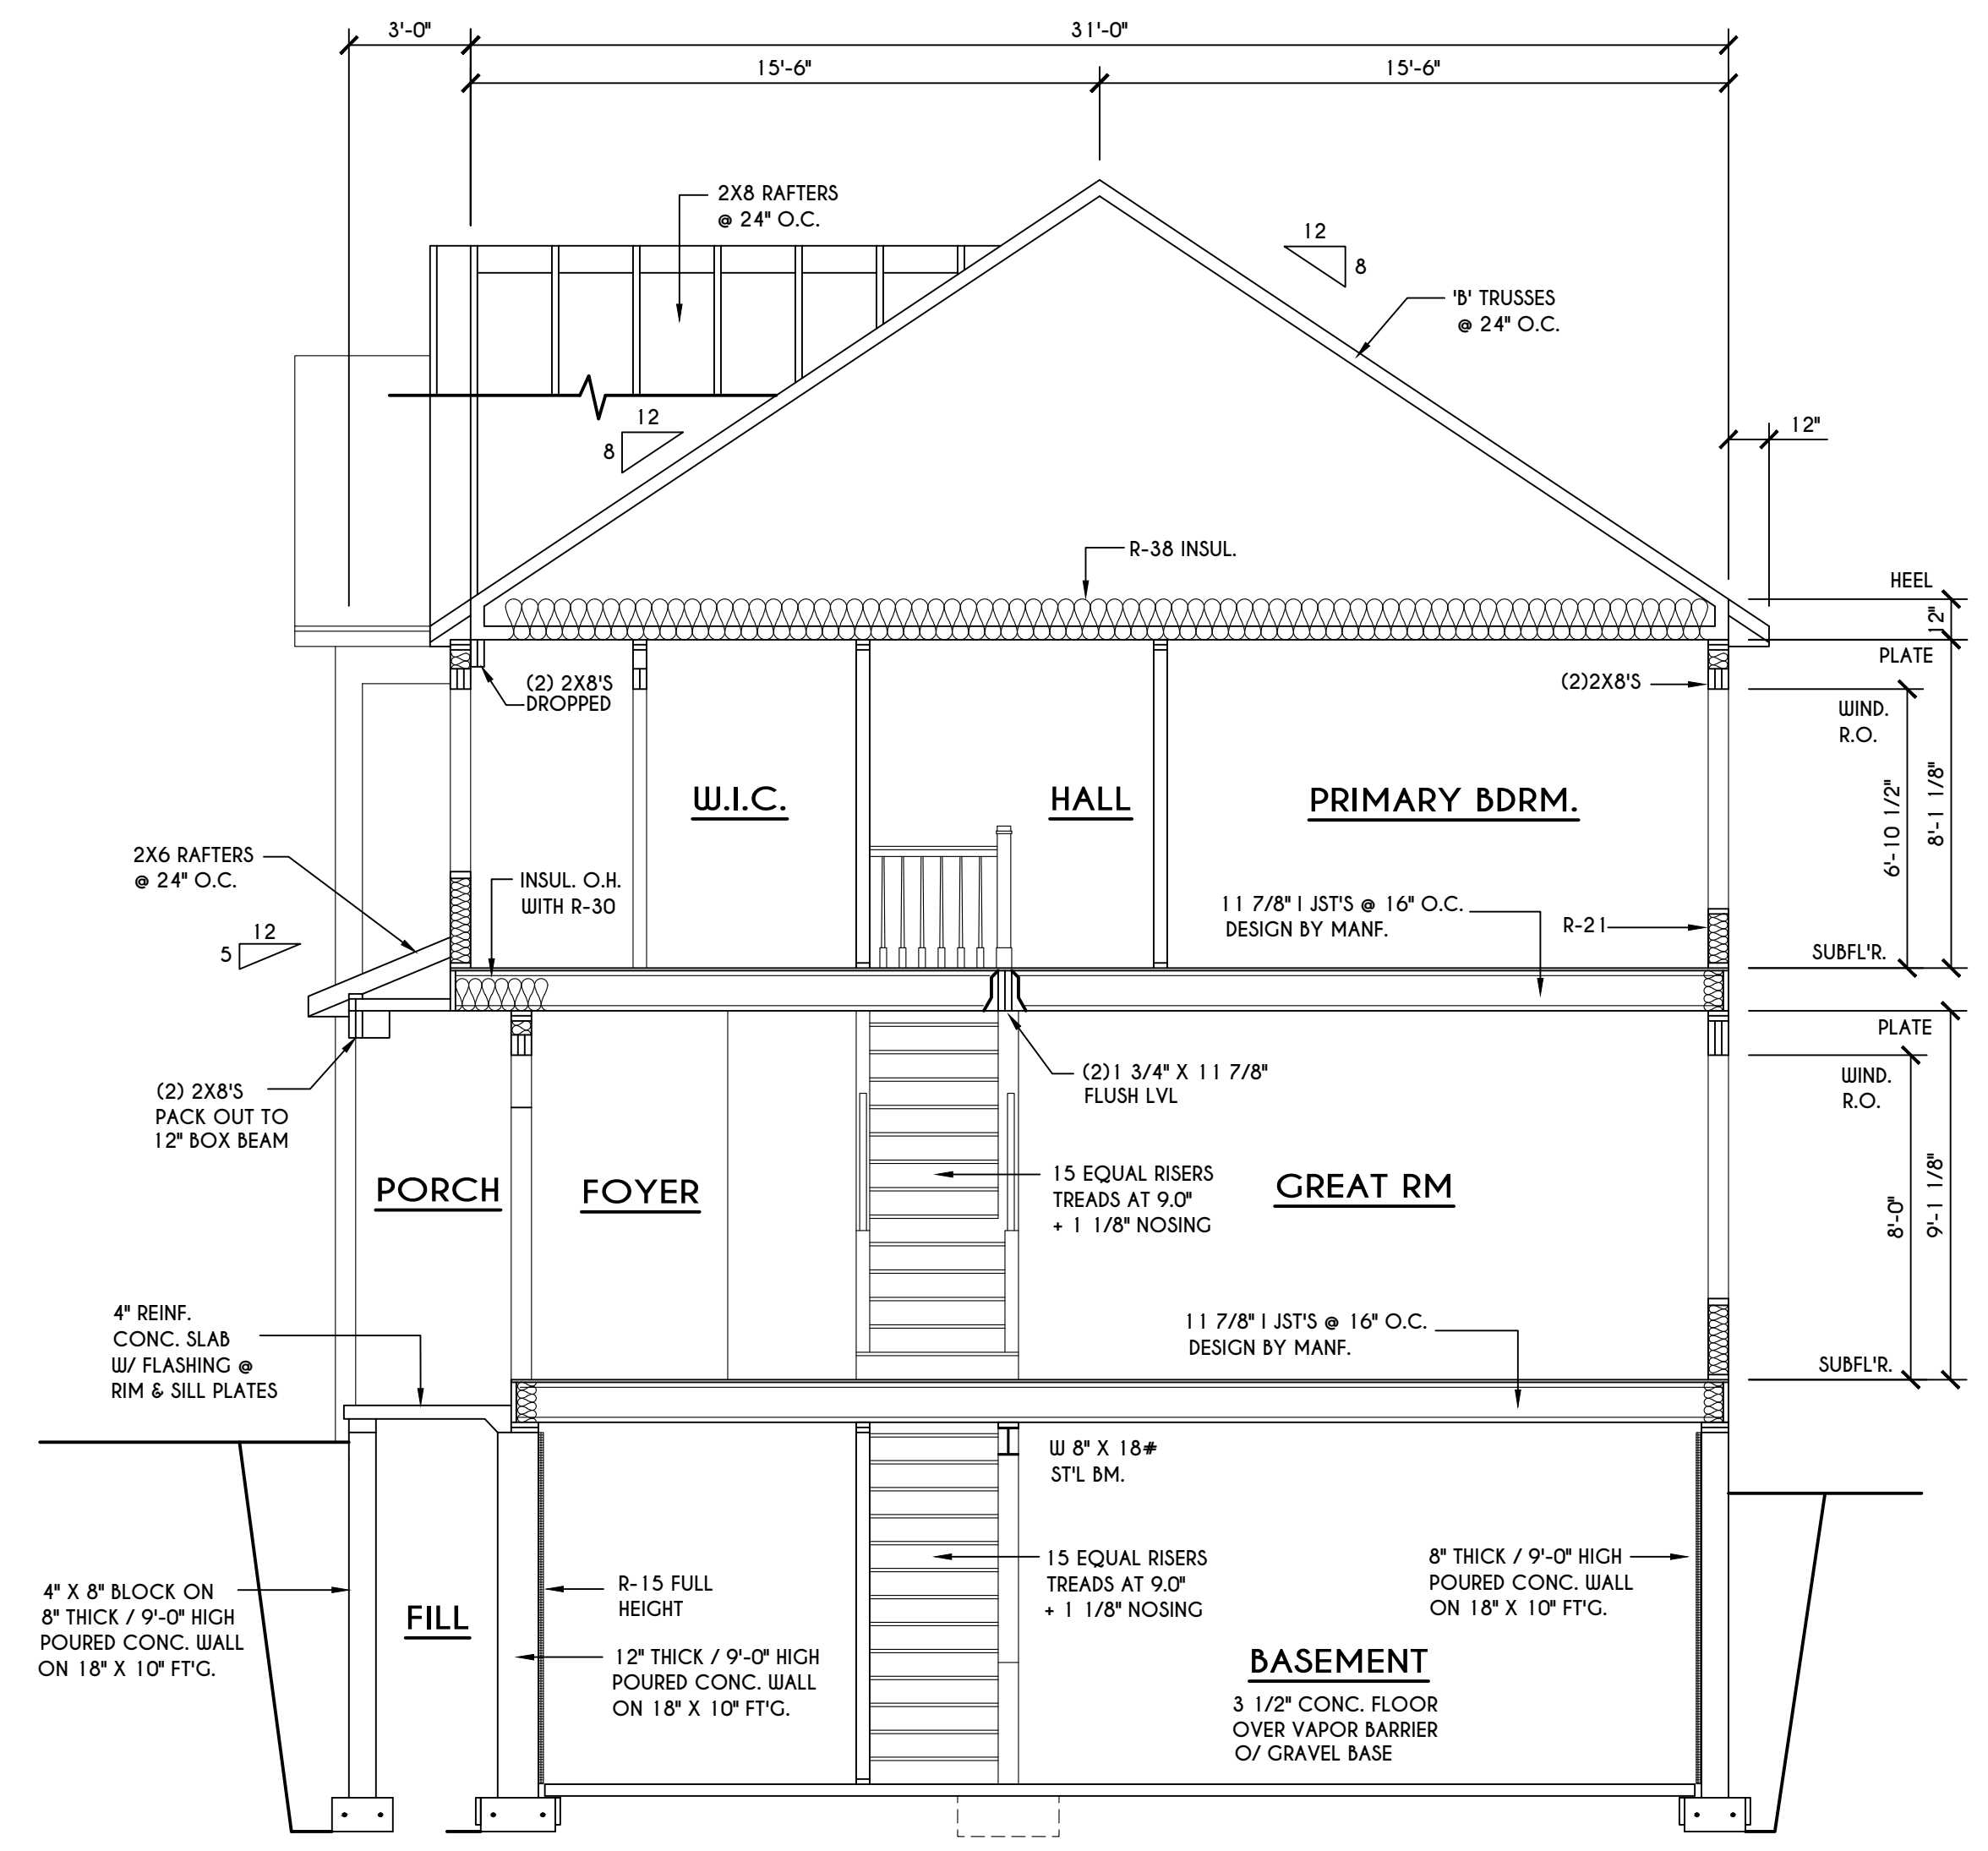 3'-0"
31'-0"
15'-6"
15'-6"
2X8 RAFTERS
@ 24" O.C.
12
8
'B' TRUSSES
@ 24" O.C.
12
8
12"
R-38 INSUL.
HEEL
12"
PLATE
(2) 2X8'S
DROPPED
(2)2X8'S
WIND.
R.O.
W.I.C.
HALL
PRIMARY BDRM.
6'-10 1/2"
8'-1 1/8"
2X6 RAFTERS
@ 24" O.C.
INSUL. O.H.
WITH R-30
11 7/8" I JST'S @ 16" O.C.
DESIGN BY MANF.
R-21
12
5
SUBFL'R.
PLATE
(2) 2X8'S
PACK OUT TO
12" BOX BEAM
(2)1 3/4" X 11 7/8"
FLUSH LVL
WIND.
R.O.
PORCH
FOYER
15 EQUAL RISERS
TREADS AT 9.0"
+ 1 1/8" NOSING
GREAT RM
8'-0"
9'-1 1/8"
4" REINF.
CONC. SLAB
W/ FLASHING @
RIM & SILL PLATES
11 7/8" I JST'S @ 16" O.C.
DESIGN BY MANF.
SUBFL'R.
W 8" X 18#
ST'L BM.
4" X 8" BLOCK ON
8" THICK / 9'-0" HIGH
POURED CONC. WALL
ON 18" X 10" FT'G.
FILL
R-15 FULL
HEIGHT
12" THICK / 9'-0" HIGH
POURED CONC. WALL
ON 18" X 10" FT'G.
15 EQUAL RISERS
TREADS AT 9.0"
+ 1 1/8" NOSING
8" THICK / 9'-0" HIGH
POURED CONC. WALL
ON 18" X 10" FT'G.
BASEMENT
3 1/2" CONC. FLOOR
OVER VAPOR BARRIER
O/ GRAVEL BASE